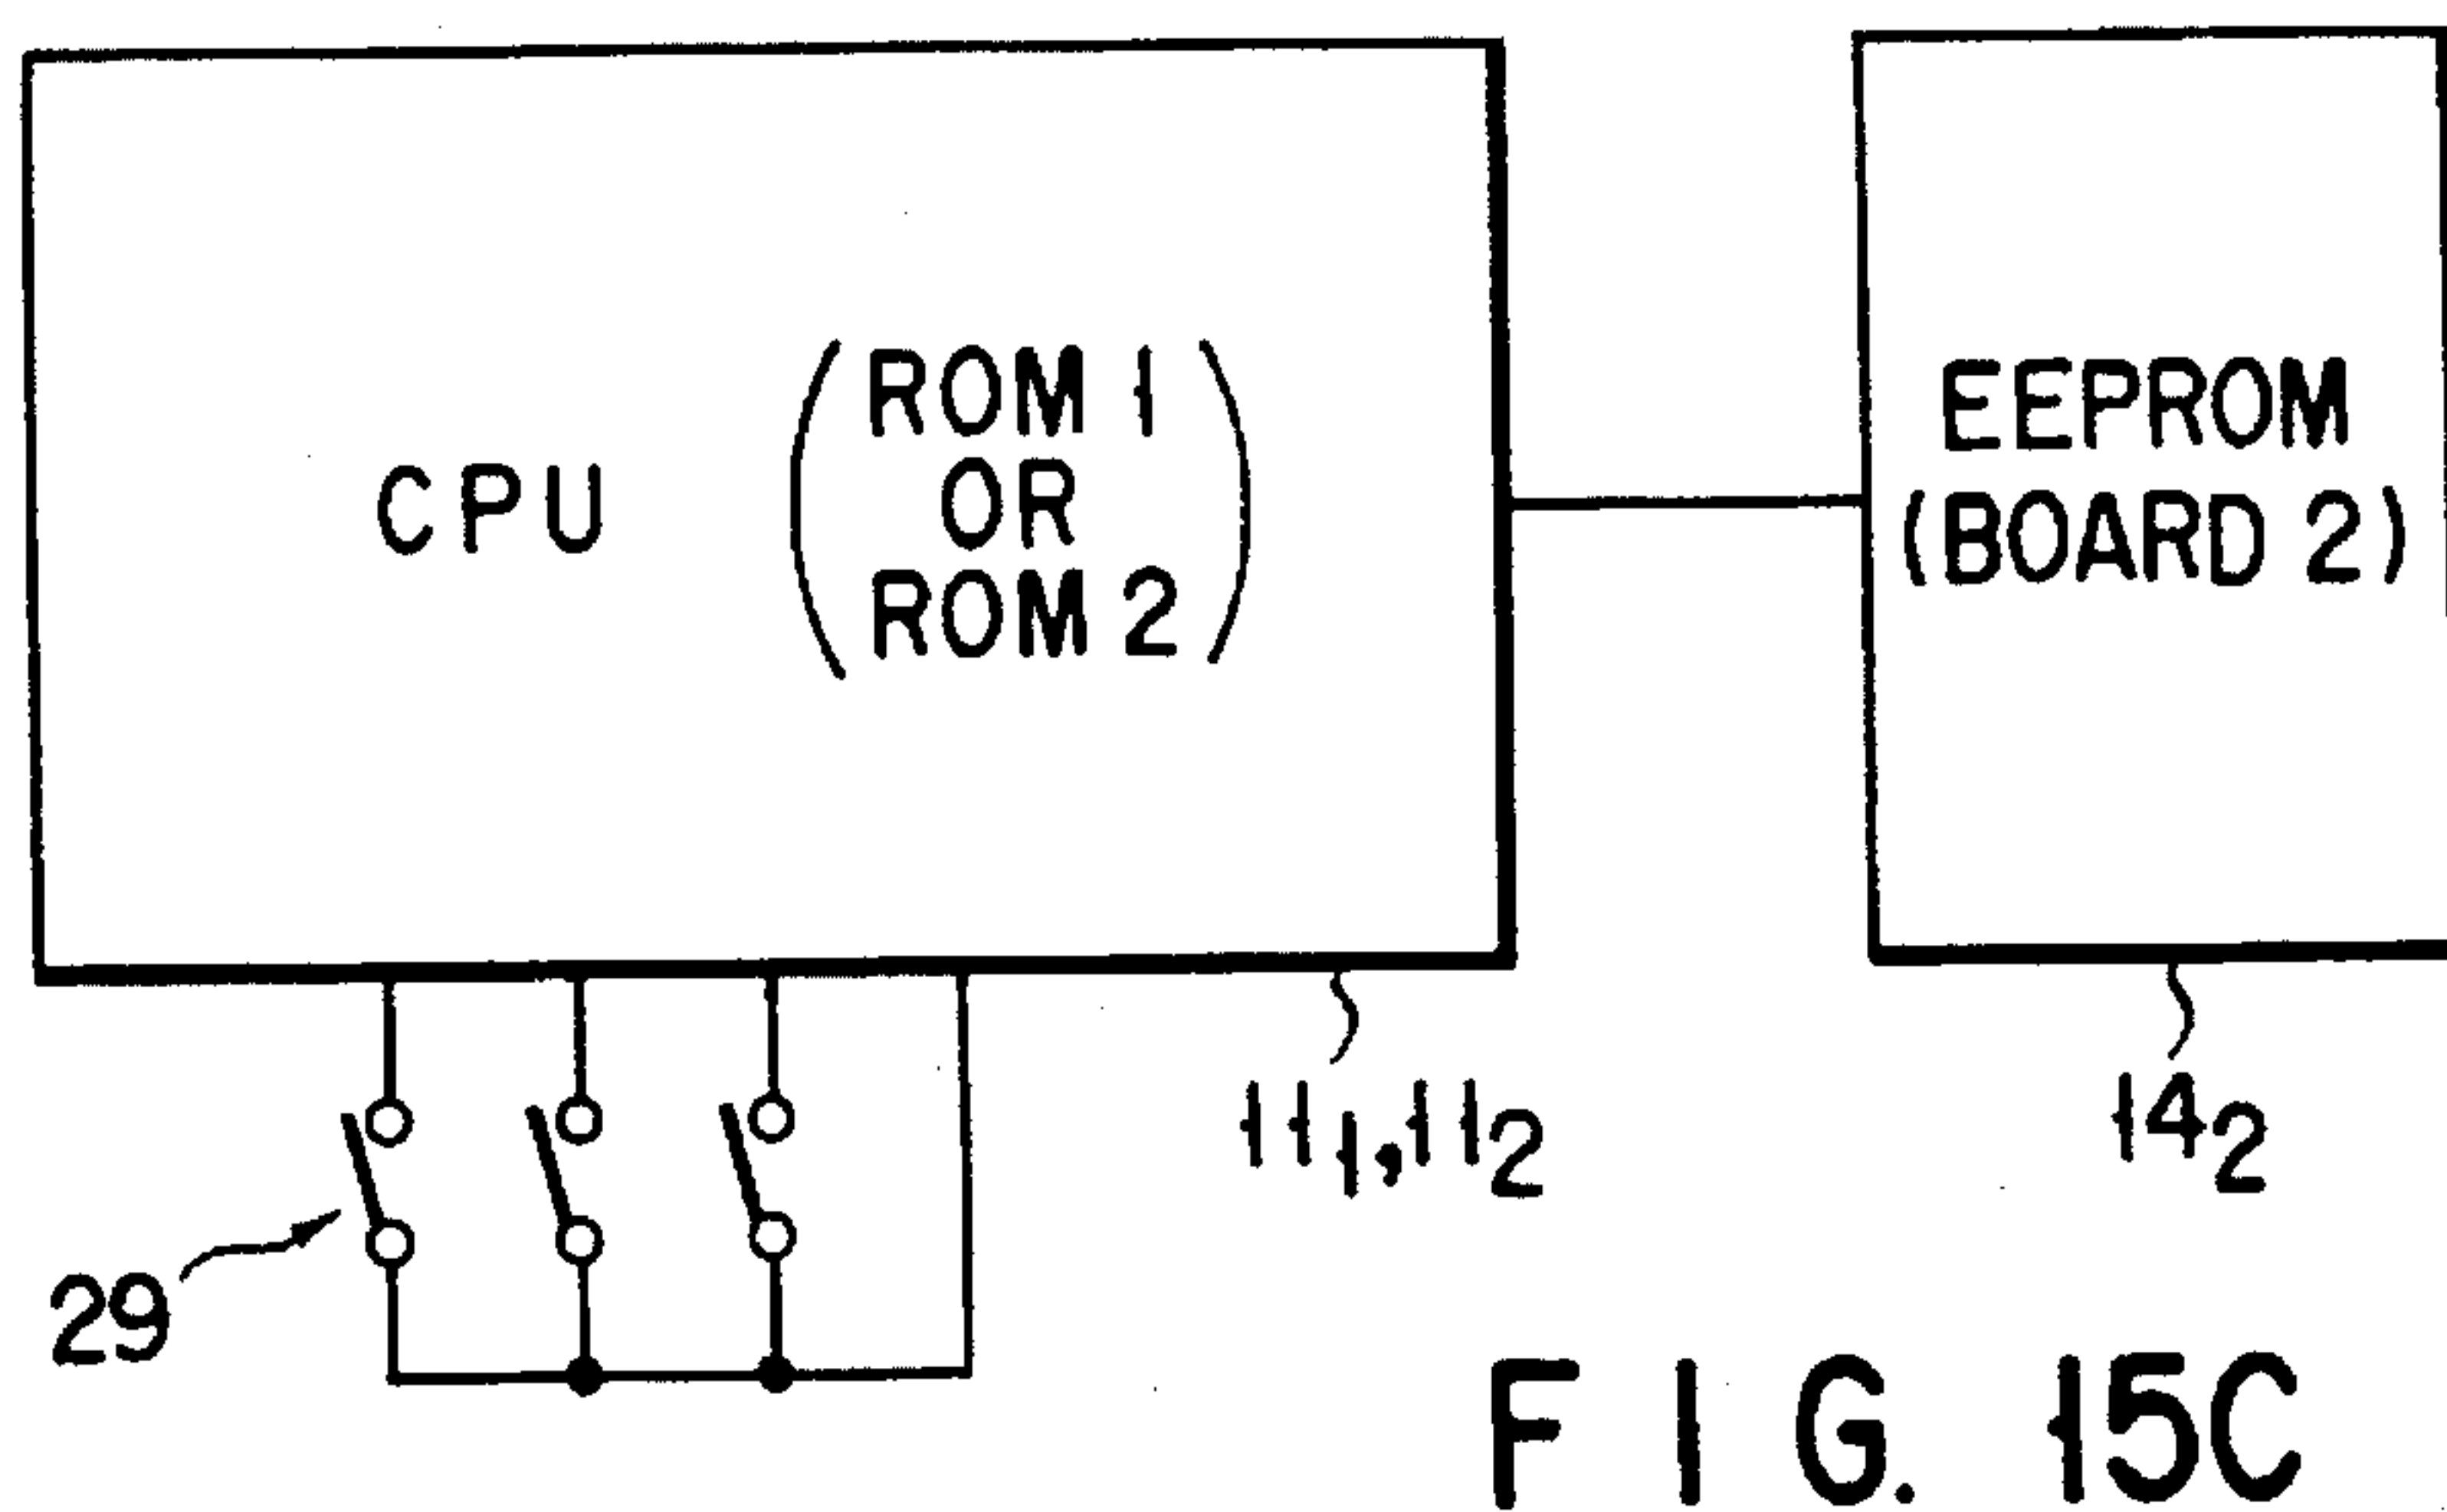 CPU
(ROM 1
OR
ROM 2)
EEPROM
(BOARD 2)
11₁,11₂
14₂
29
FIG. 15C